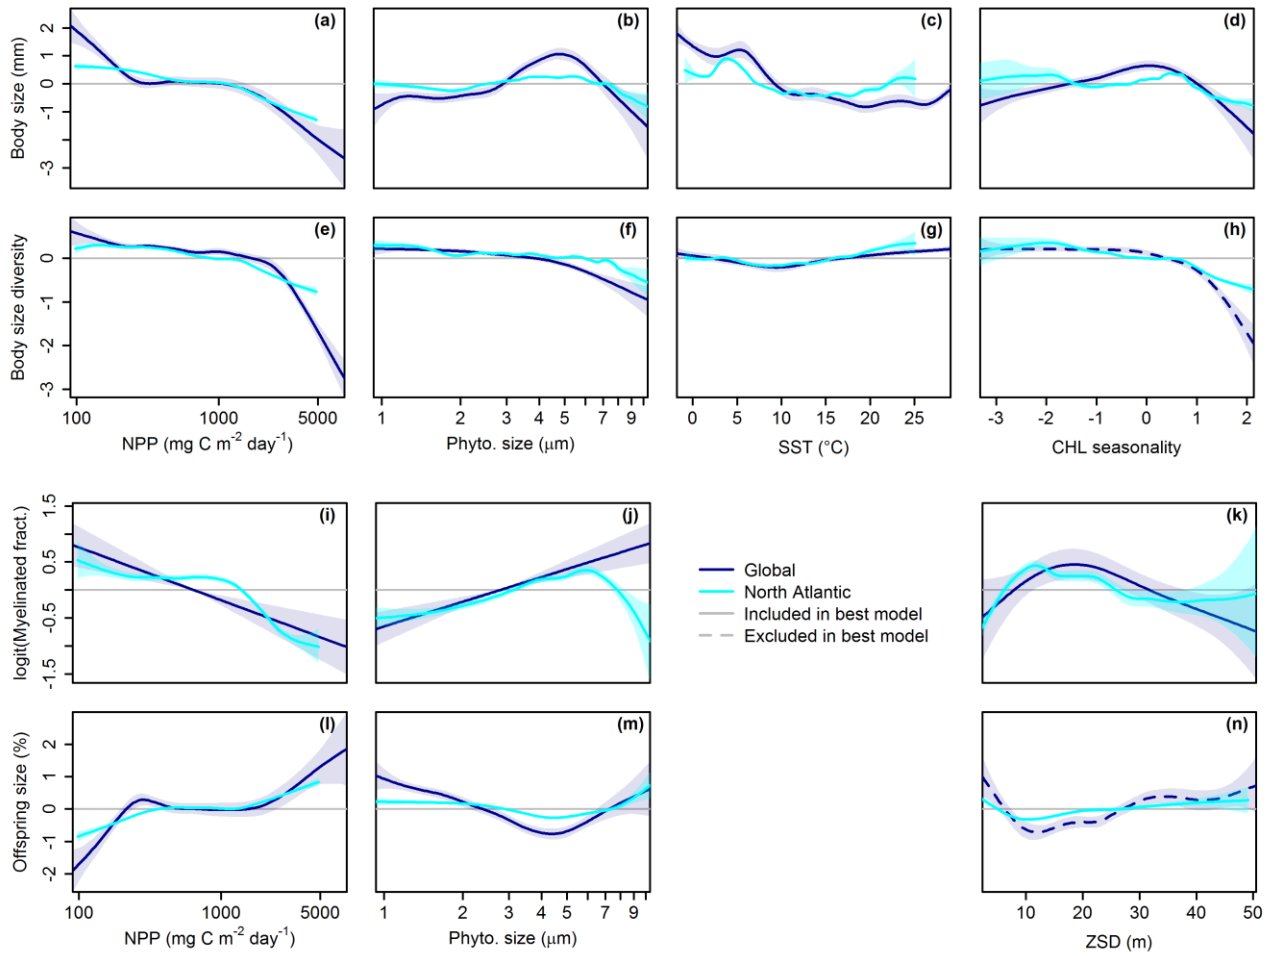 (a) (b) (c) (d)
Body size (mm)
2
1
0
-1
-3
(e) (f) (g) (h)
Body size diversity
0
-1
-2
-3
100 1000 5000
1 2 3 4 5 7 9
0 5 10 15 20 25
-3 -2 -1 0 1 2
NPP (mg C m⁻² day⁻¹)
Phyto. size (μm)
SST (°C)
CHL seasonality
(i) (j) (k)
logit(Myelinated fract.)
1.5
0.5
-0.5
-1.5
Global
North Atlantic
Included in best model
Excluded in best model
(l) (m) (n)
Offspring size (%)
2
1
0
-1
-2
100 1000 5000
1 2 3 4 5 7 9
10 20 30 40 50
NPP (mg C m⁻² day⁻¹)
Phyto. size (μm)
ZSD (m)